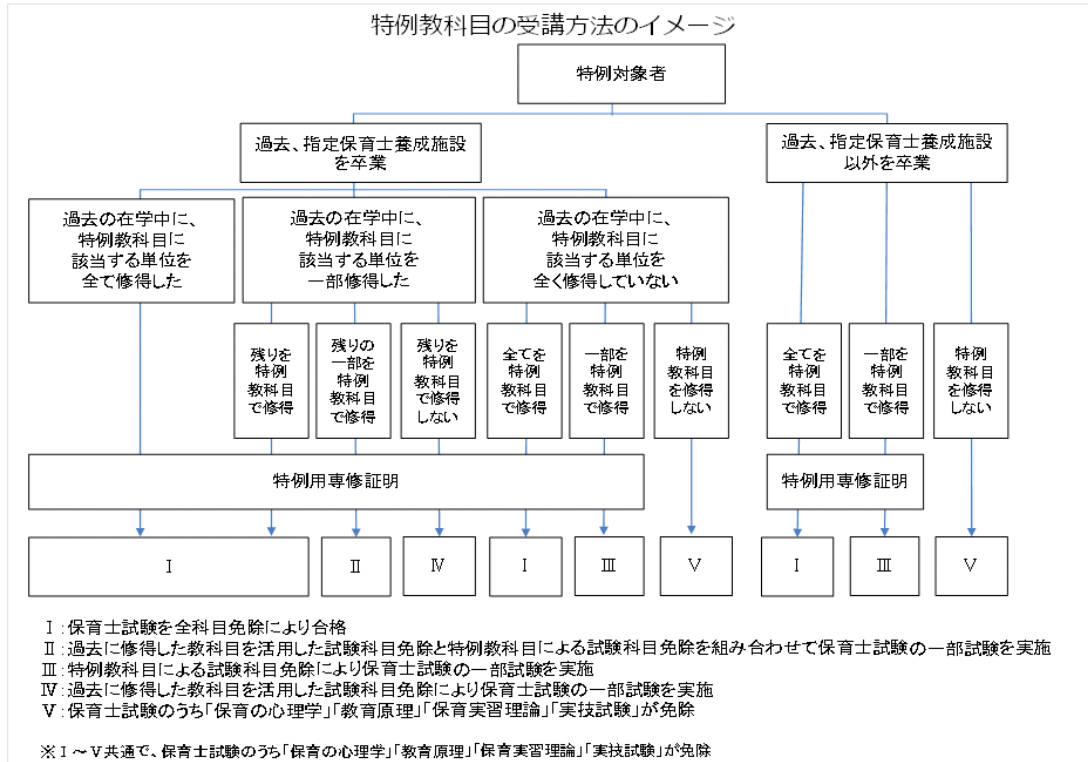 特例教科目の受講方法のイメージ
特例対象者
過去、指定保育士養成施設
を卒業
過去、指定保育士養成施設
以外を卒業
過去の在学中に、
特例教科目に
該当する単位を
全て修得した
過去の在学中に、
特例教科目に
該当する単位を
一部修得した
過去の在学中に、
特例教科目に
該当する単位を
全く修得していない
残りを
特例
教科目
で修得
残りの
一部を
特例
教科目
で修得
残りを
特例
教科目
で修得
しない
全てを
特例
教科目
で修得
一部を
特例
教科目
で修得
特例
教科目
を修得
しない
全てを
特例
教科目
で修得
一部を
特例
教科目
で修得
特例
教科目
を修得
しない
特例用専修証明
特例用専修証明
Ⅰ
Ⅱ
Ⅳ
Ⅰ
Ⅲ
Ⅴ
Ⅰ
Ⅲ
Ⅴ
Ⅰ:保育士試験を全科目免除により合格
Ⅱ:過去に修得した教科目を活用した試験科目免除と特例教科目による試験科目免除を組み合わせて保育士試験の一部試験を実施
Ⅲ:特例教科目による試験科目免除により保育士試験の一部試験を実施
Ⅳ:過去に修得した教科目を活用した試験科目免除により保育士試験の一部試験を実施
Ⅴ:保育士試験のうち「保育の心理学」「教育原理」「保育実習理論」「実技試験」が免除
※Ⅰ~Ⅴ共通で、保育士試験のうち「保育の心理学」「教育原理」「保育実習理論」「実技試験」が免除